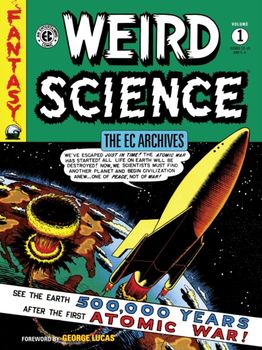 FANTASY
EC
WEIRD
SCIENCE
VOLUME
1
THE EC ARCHIVES
WE'VE ESCAPED JUST IN TIME! THE ATOMIC WAR
HAS STARTED! ALL LIFE ON EARTH WILL BE
DESTROYED! NOW, WE SCIENTISTS MUST FIND
ANOTHER PLANET AND BEGIN CIVILIZATION
ANEW...ONE OF PEACE, NOT OF WAR!
SEE THE EARTH 500,000 YEARS
AFTER THE FIRST ATOMIC WAR!
FOREWORD BY GEORGE LUCAS